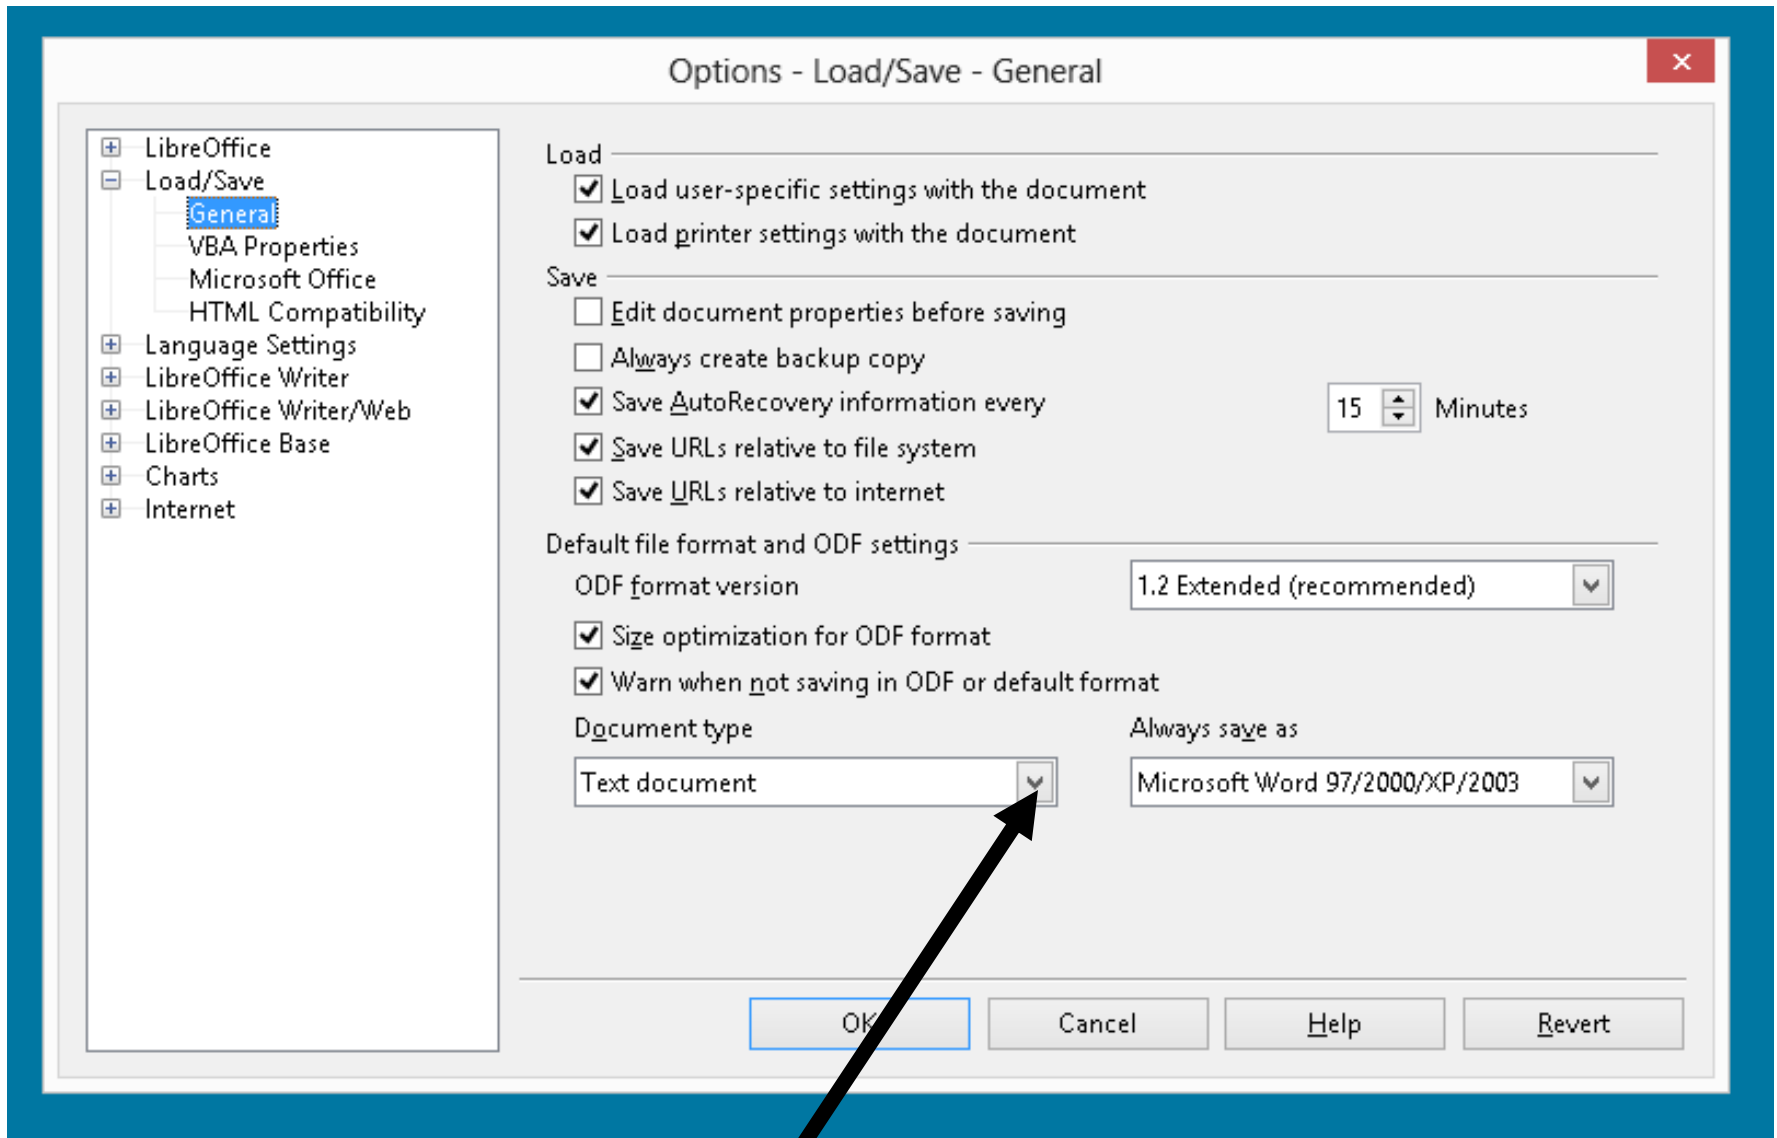 Options - Load/Save - General
LibreOffice
Load/Save
General
VBA Properties
Microsoft Office
HTML Compatibility
Language Settings
LibreOffice Writer
LibreOffice Writer/Web
LibreOffice Base
Charts
Internet
Load
Load user-specific settings with the document
Load printer settings with the document
Save
Edit document properties before saving
Always create backup copy
Save AutoRecovery information every 15 Minutes
Save URLs relative to file system
Save URLs relative to internet
Default file format and ODF settings
ODF format version 1.2 Extended (recommended)
Size optimization for ODF format
Warn when not saving in ODF or default format
Document type Always save as
Text document Microsoft Word 97/2000/XP/2003
OK Cancel Help Revert